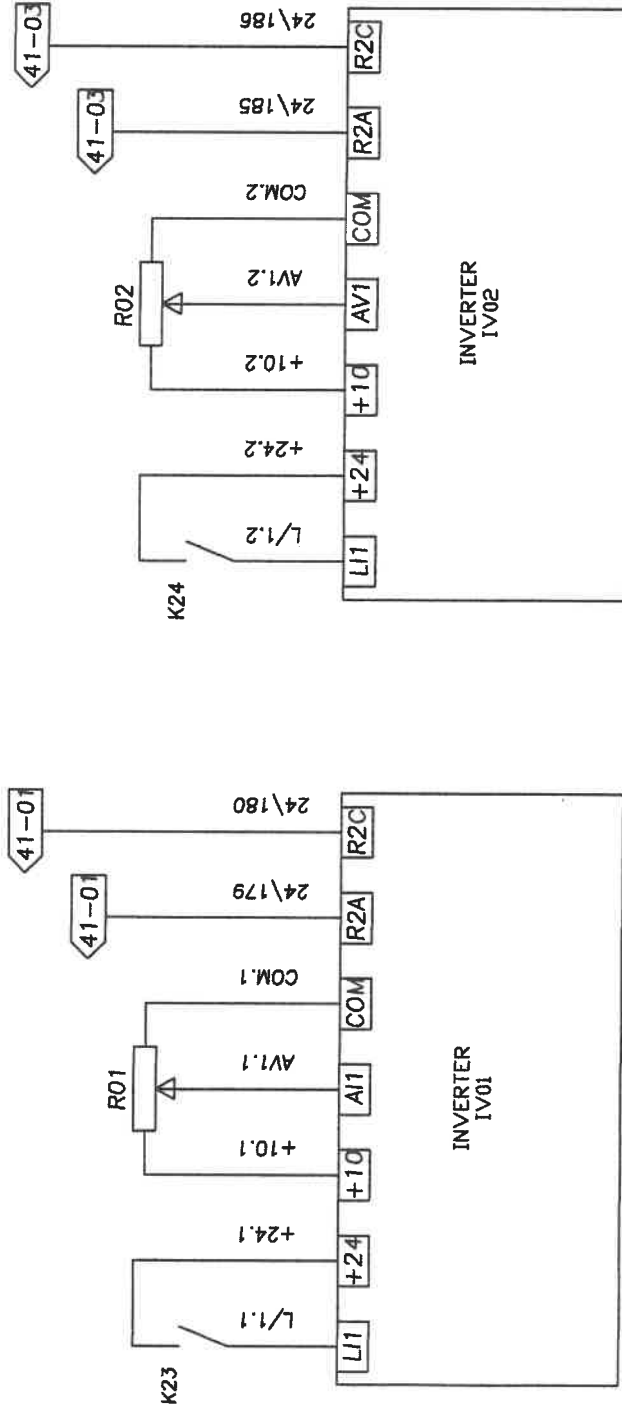 41-01
41-01
R01
K23
L/1.1
+24.1
+10.1
AV1.1
COM.1
24\179
24\180
LI1
+24
+10
AI1
COM
R2A
R2C
INVERTER
IV01
41-03
41-03
R02
K24
L/1.2
+24.2
+10.2
AV1.2
COM.2
24\185
24\186
LI1
+24
+10
AV1
COM
R2A
R2C
INVERTER
IV02